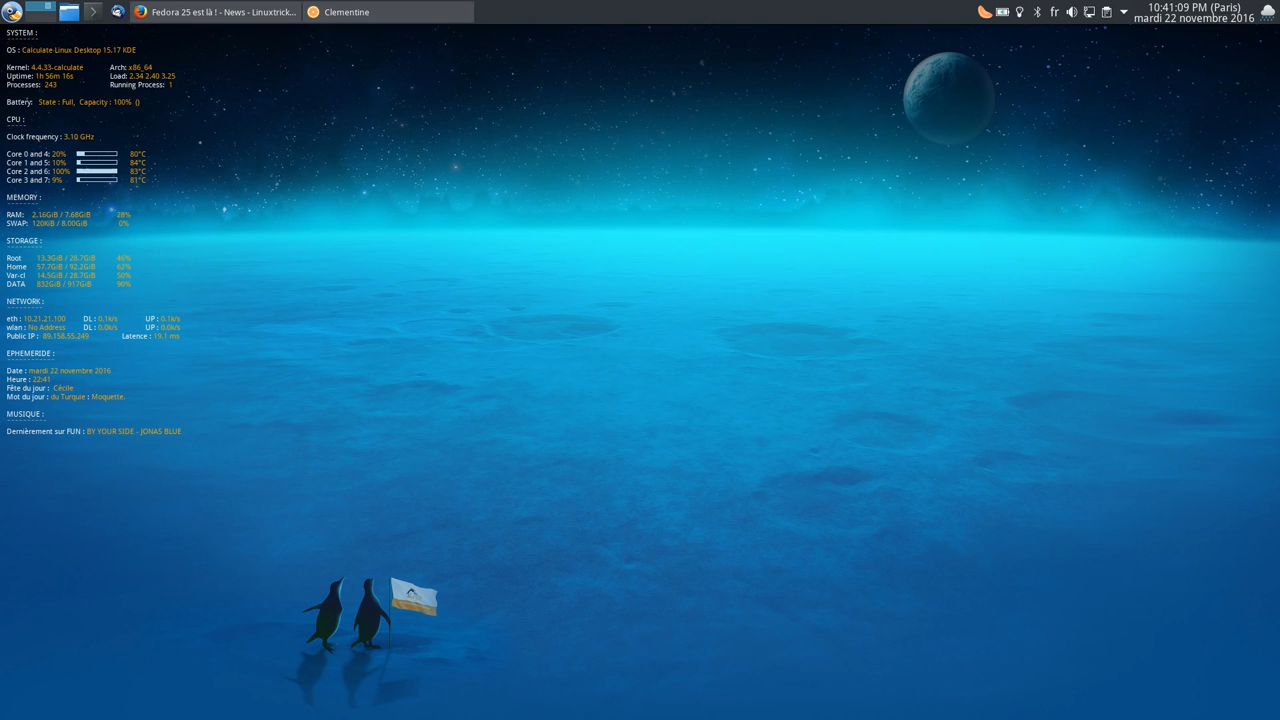 Fedora 25 est là ! - News - Linuxtrick... Clementine fr 10:41:09 PM (Paris)
mardi 22 novembre 2016
SYSTEM :
OS : Calculate Linux Desktop 15.17 KDE
Kernel: 4.4.33-calculate Arch: x86_64
Uptime: 1h 56m 16s Load: 2.34 2.40 3.25
Processes: 243 Running Process: 1
Battery: State : Full, Capacity : 100% ()
CPU :
Clock frequency : 3.10 GHz
Core 0 and 4: 20% 80°C
Core 1 and 5: 10% 84°C
Core 2 and 6: 100% 83°C
Core 3 and 7: 9% 81°C
MEMORY :
RAM: 2.16GiB / 7.68GiB 28%
SWAP: 120KiB / 8.00GiB 0%
STORAGE :
Root 13.3GiB / 28.7GiB 46%
Home 57.7GiB / 92.2GiB 62%
Var-cl 14.5GiB / 28.7GiB 50%
DATA 832GiB / 917GiB 90%
NETWORK :
eth : 10.21.21.100 DL : 0.1k/s UP : 0.1k/s
wlan : No Address DL : 0.0k/s UP : 0.0k/s
Public IP : 89.158.55.249 Latence : 19.1 ms
EPHEMERIDE :
Date : mardi 22 novembre 2016
Heure : 22:41
Fête du jour : Cécile
Mot du jour : du Turquie : Moquette.
MUSIQUE :
Dernièrement sur FUN : BY YOUR SIDE - JONAS BLUE